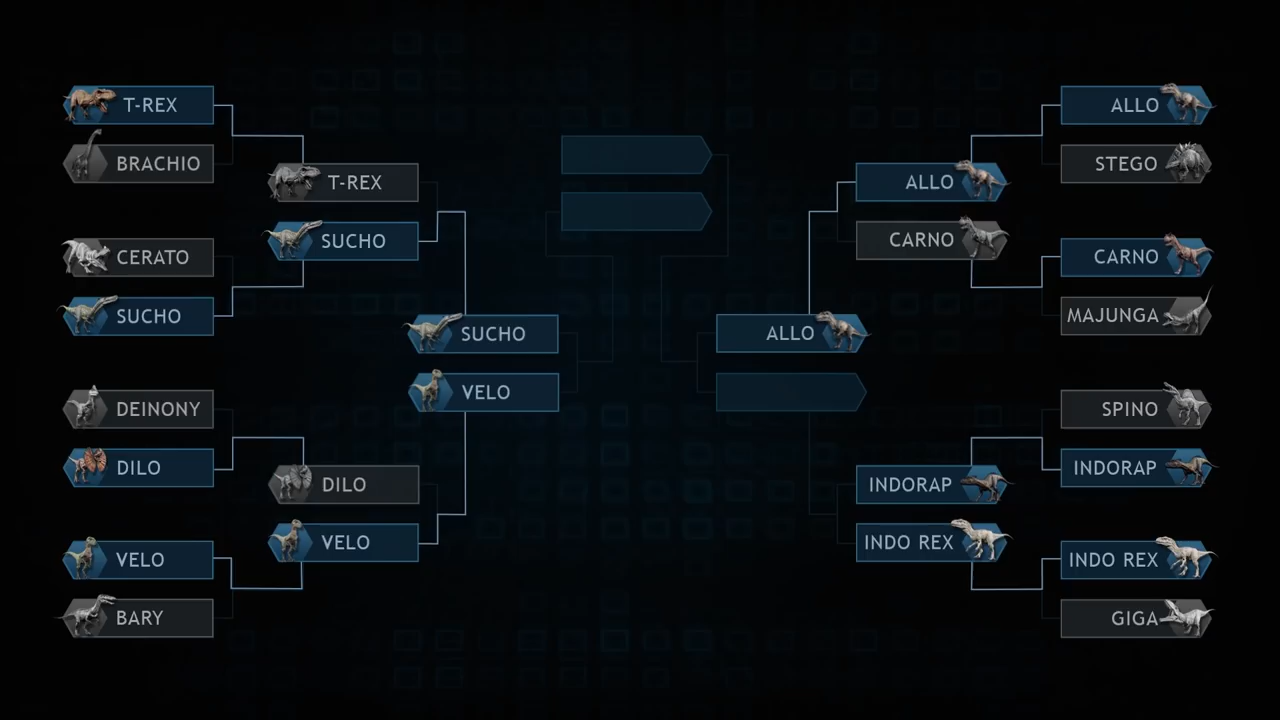 T-REX
BRACHIO
CERATO
SUCHO
DEINONY
DILO
VELO
BARY
T-REX
SUCHO
DILO
VELO
SUCHO
VELO
ALLO
ALLO
CARNO
INDORAP
INDO REX
ALLO
STEGO
CARNO
MAJUNGA
SPINO
INDORAP
INDO REX
GIGA